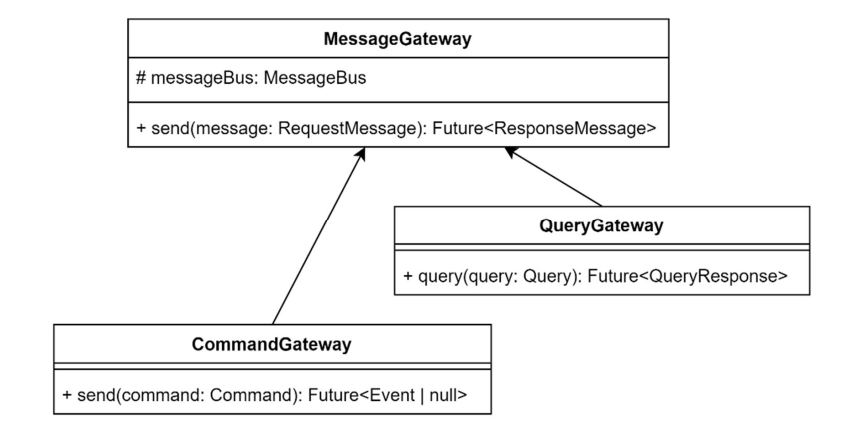 MessageGateway
# messageBus: MessageBus
+ send(message: RequestMessage): Future<ResponseMessage>
QueryGateway
+ query(query: Query): Future<QueryResponse>
CommandGateway
+ send(command: Command): Future<Event | null>